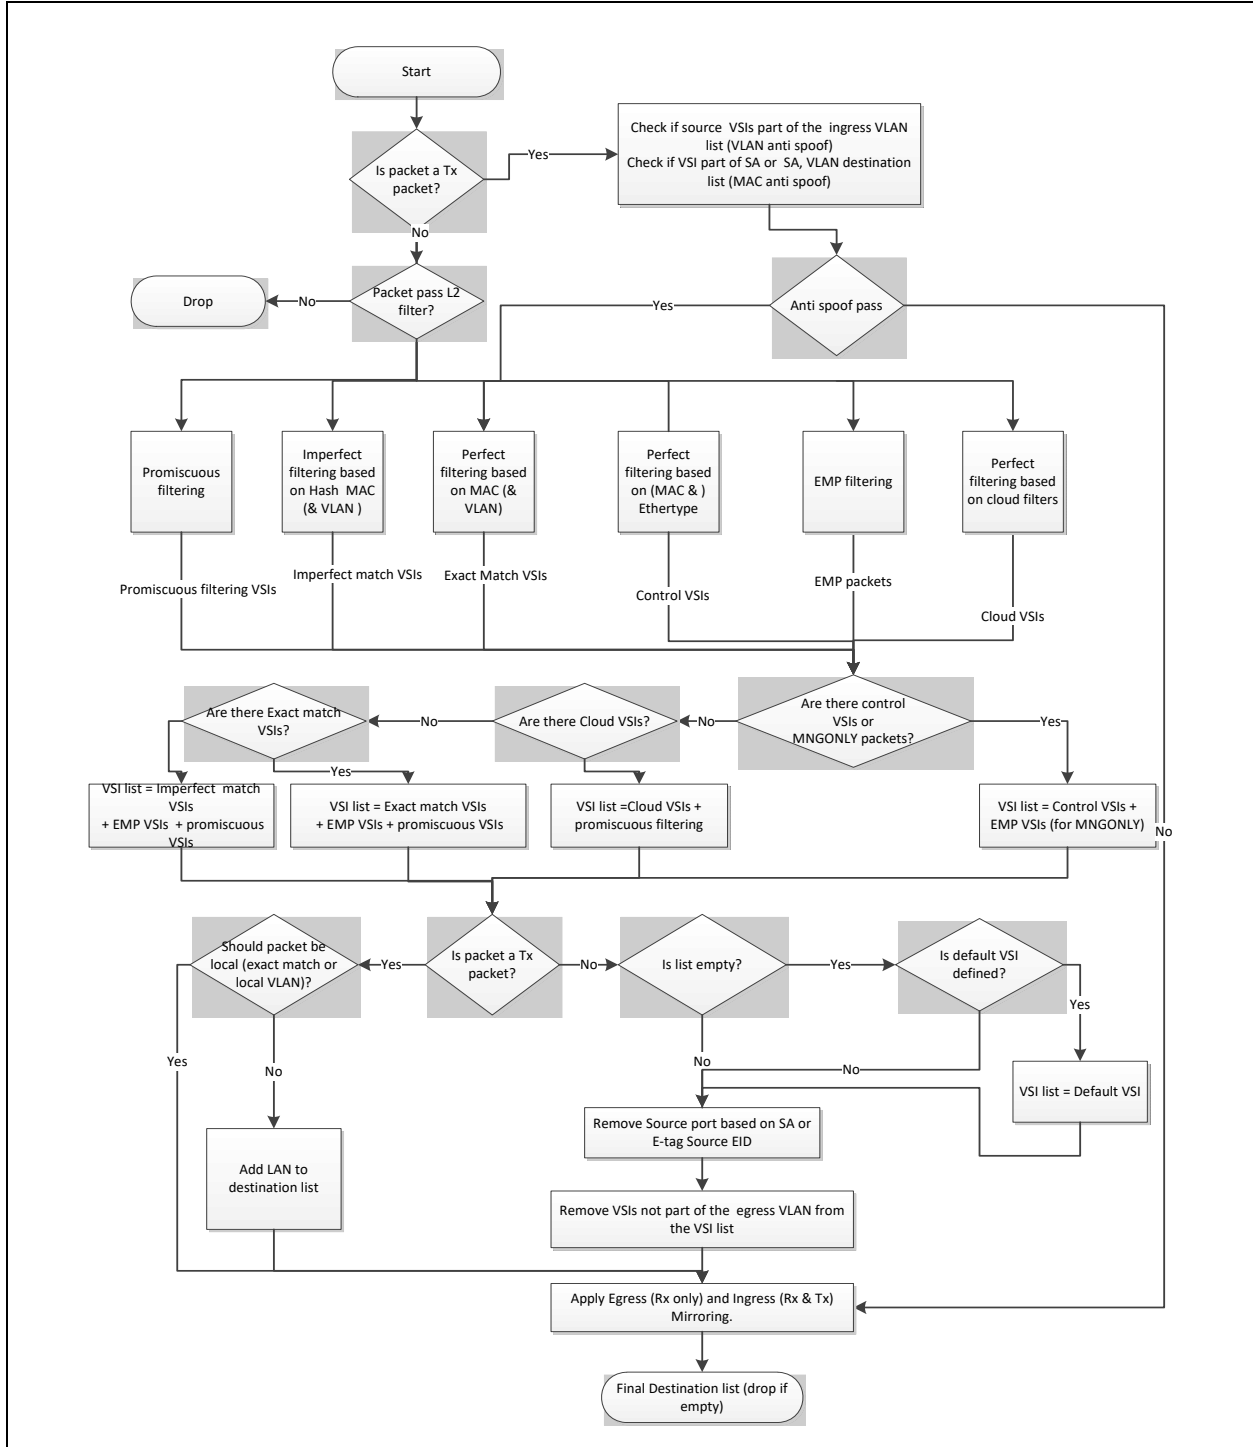 Start
Is packet a Tx
packet?
Yes
Check if source VSIs part of the ingress VLAN
list (VLAN anti spoof)
Check if VSI part of SA or SA, VLAN destination
list (MAC anti spoof)
No
Packet pass L2
filter?
No
Drop
Yes
Anti spoof pass
Promiscuous
filtering
Imperfect
filtering based
on Hash MAC
(& VLAN )
Perfect
filtering based
on MAC (&
VLAN)
Perfect
filtering based
on (MAC & )
Ethertype
EMP filtering
Perfect
filtering based
on cloud filters
Promiscuous filtering VSIs
Imperfect match VSIs
Exact Match VSIs
Control VSIs
EMP packets
Cloud VSIs
Are there Exact match
VSIs?
No
Are there Cloud VSIs?
No
Are there control
VSIs or
MNGONLY packets?
Yes
Yes
VSI list = Imperfect match
VSIs
+ EMP VSIs + promiscuous
VSIs
VSI list = Exact match VSIs
+ EMP VSIs + promiscuous VSIs
VSI list =Cloud VSIs +
promiscuous filtering
VSI list = Control VSIs +
EMP VSIs (for MNGONLY)
No
Should packet be
local (exact match or
local VLAN)?
Yes
Is packet a Tx
packet?
No
Is list empty?
Yes
Is default VSI
defined?
Yes
Yes
No
No
No
VSI list = Default VSI
Add LAN to
destination list
Remove Source port based on SA or
E-tag Source EID
Remove VSIs not part of the egress VLAN from
the VSI list
Apply Egress (Rx only) and Ingress (Rx & Tx)
Mirroring.
Final Destination list (drop if
empty)